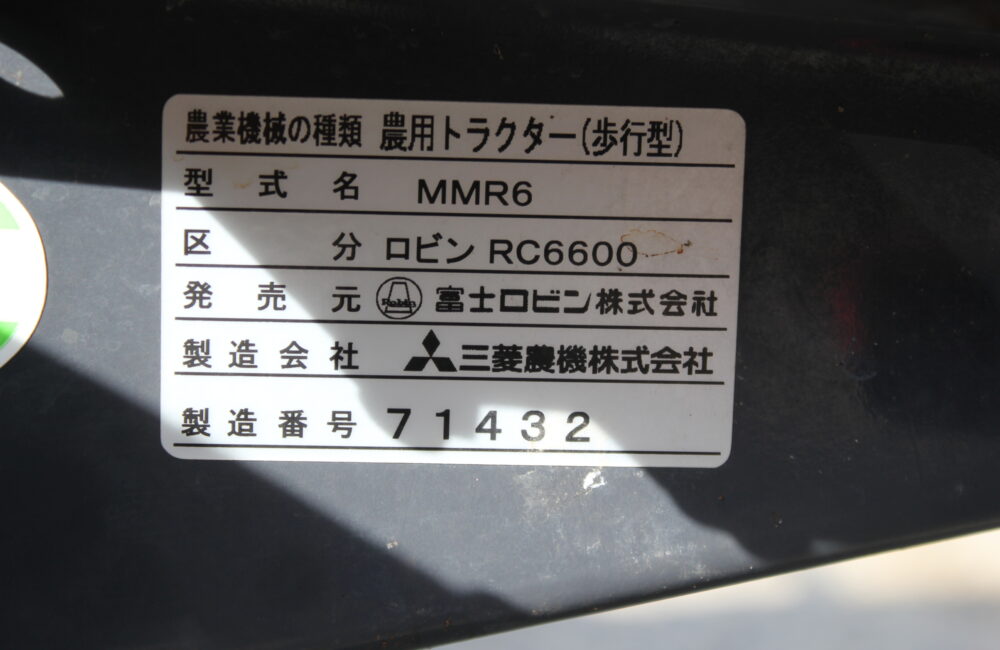 農業機械の種類 農用トラクター(歩行型)
型式名 MMR6
区分 ロビン RC6600
発売元 Robin 富士ロビン株式会社
製造会社 三菱農機株式会社
製造番号 71432